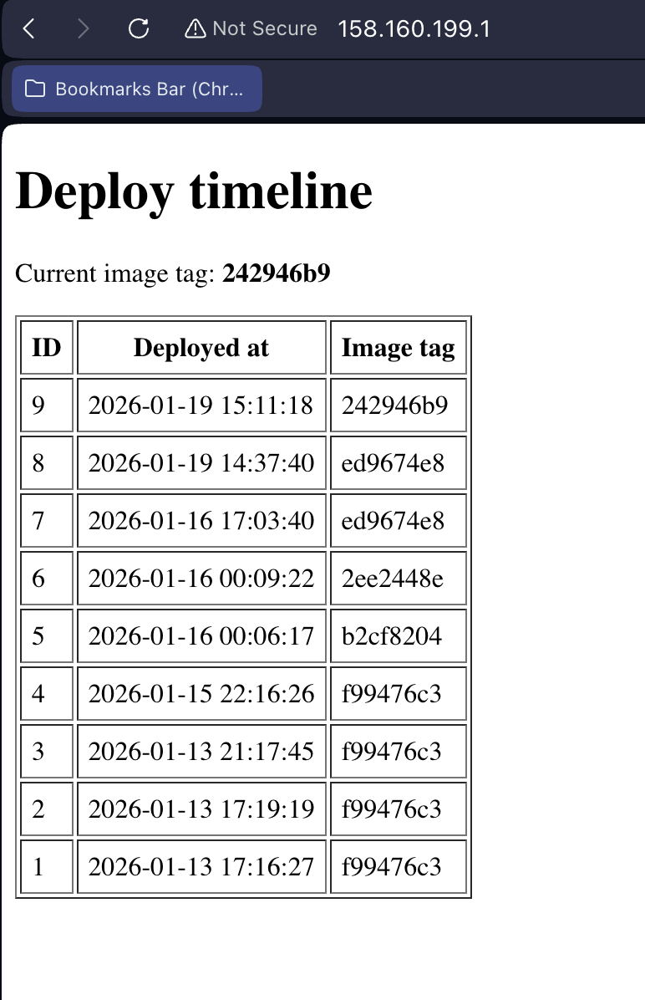 Not Secure 158.160.199.1
Bookmarks Bar (Chr...
Deploy timeline
Current image tag: 242946b9
ID Deployed at Image tag
9 2026-01-19 15:11:18 242946b9
8 2026-01-19 14:37:40 ed9674e8
7 2026-01-16 17:03:40 ed9674e8
6 2026-01-16 00:09:22 2ee2448e
5 2026-01-16 00:06:17 b2cf8204
4 2026-01-15 22:16:26 f99476c3
3 2026-01-13 21:17:45 f99476c3
2 2026-01-13 17:19:19 f99476c3
1 2026-01-13 17:16:27 f99476c3